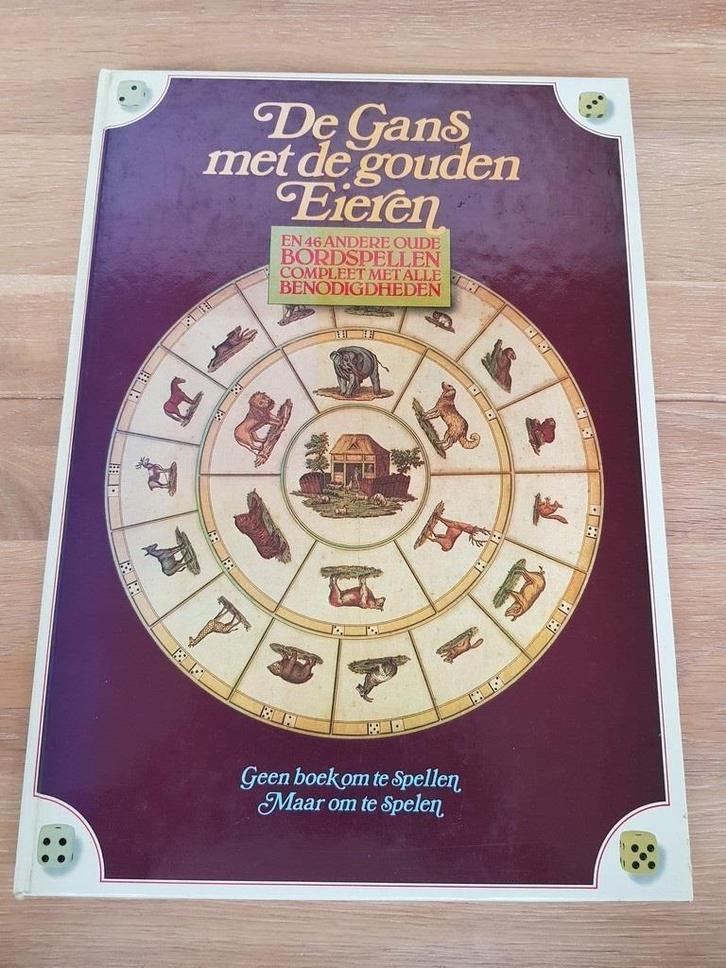 De Gans
met de gouden
Eieren
EN 46 ANDERE OUDE
BORDSPELLEN
COMPLEET MET ALLE
BENODIGDHEDEN
Geen boek om te spellen
Maar om te spelen